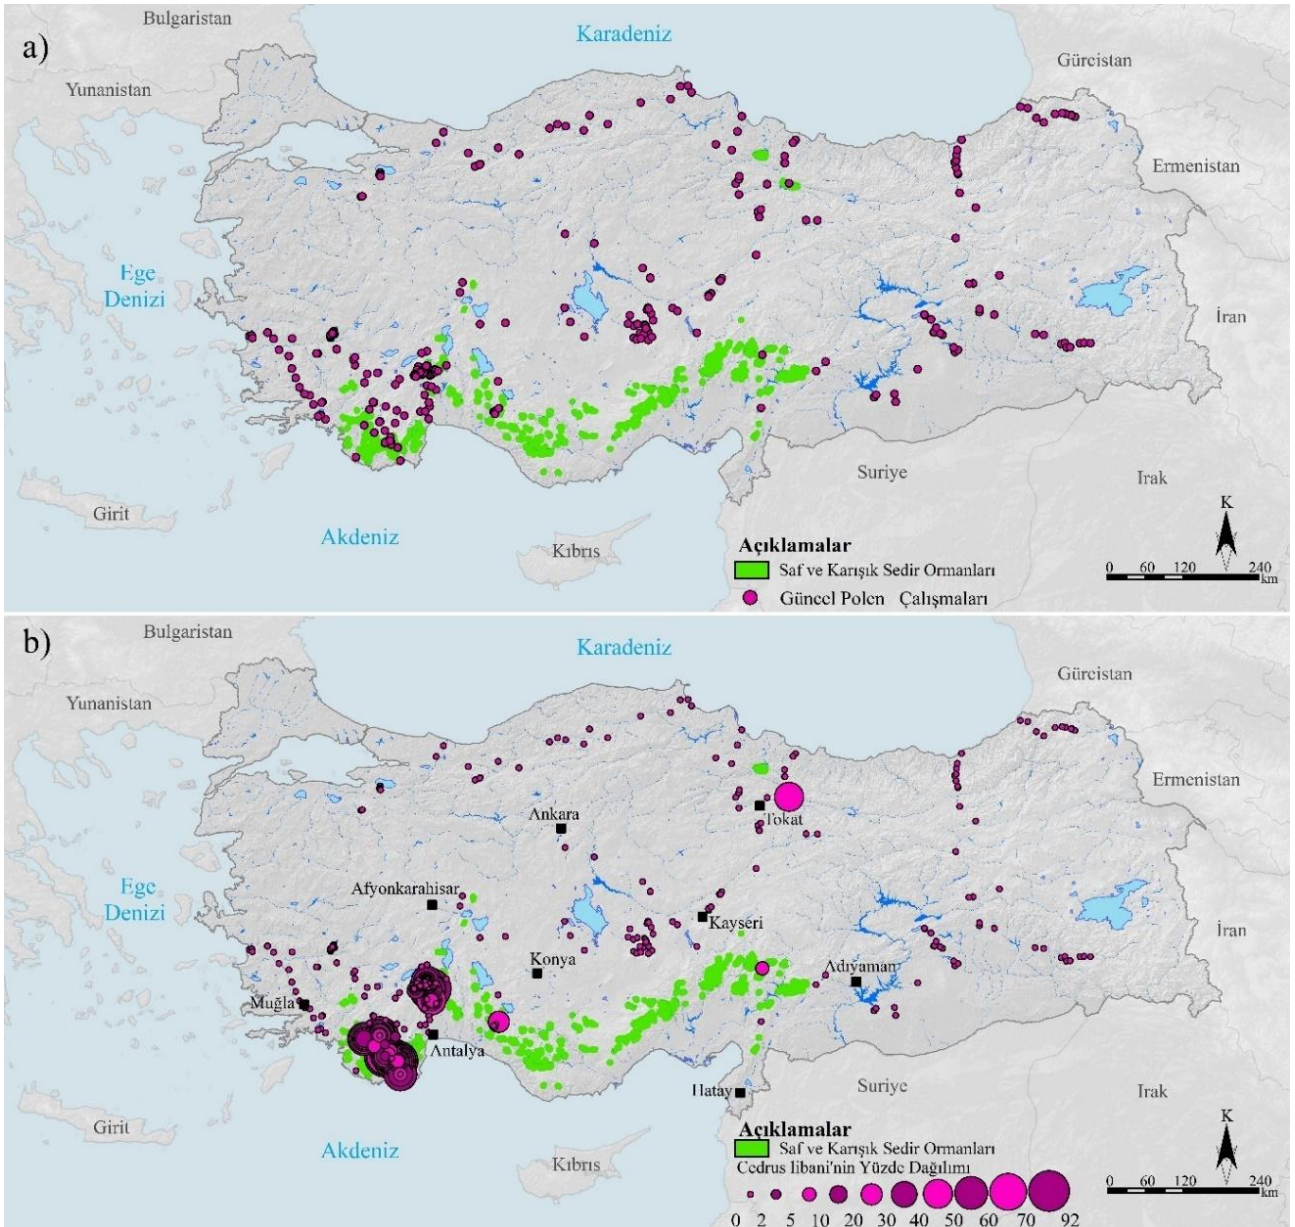 a)
Bulgaristan
Karadeniz
Gürcistan
Yunanistan
Ermenistan
Ege
Denizi
İran
Suriye
Irak
Girit
Akdeniz
Kıbrıs
K
Açıklamalar
Saf ve Karışık Sedir Ormanları
Güncel Polen Çalışmaları
0 60 120 240
km
b)
Bulgaristan
Karadeniz
Gürcistan
Yunanistan
Ermenistan
Ankara
Tokat
Ege
Denizi
Afyonkarahisar
Kayseri
İran
Konya
Adıyaman
Muğla
Antalya
Hatay
Suriye
Irak
Girit
Akdeniz
Kıbrıs
K
Açıklamalar
Saf ve Karışık Sedir Ormanları
Cedrus libani'nin Yüzde Dağılımı
0 2 5 10 20 30 40 50 60 70 92
0 60 120 240
km